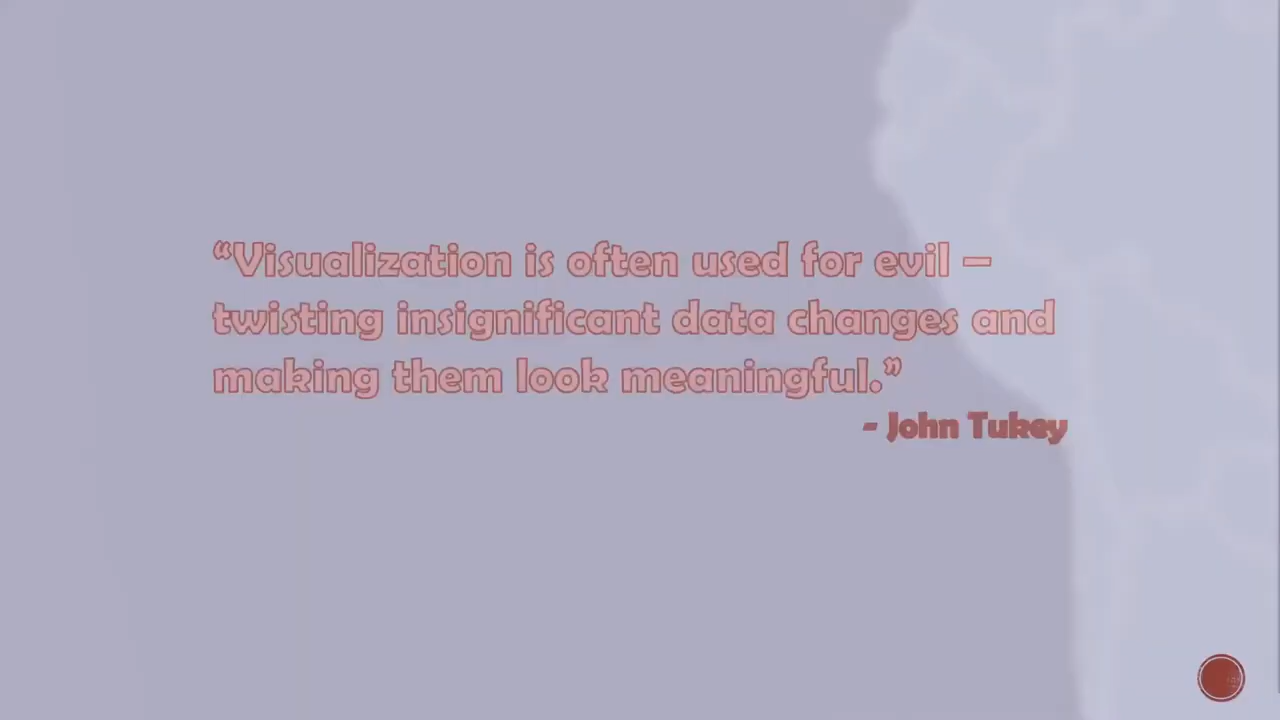 “Visualization is often used for evil –
twisting insignificant data changes and
making them look meaningful.”
- John Tukey